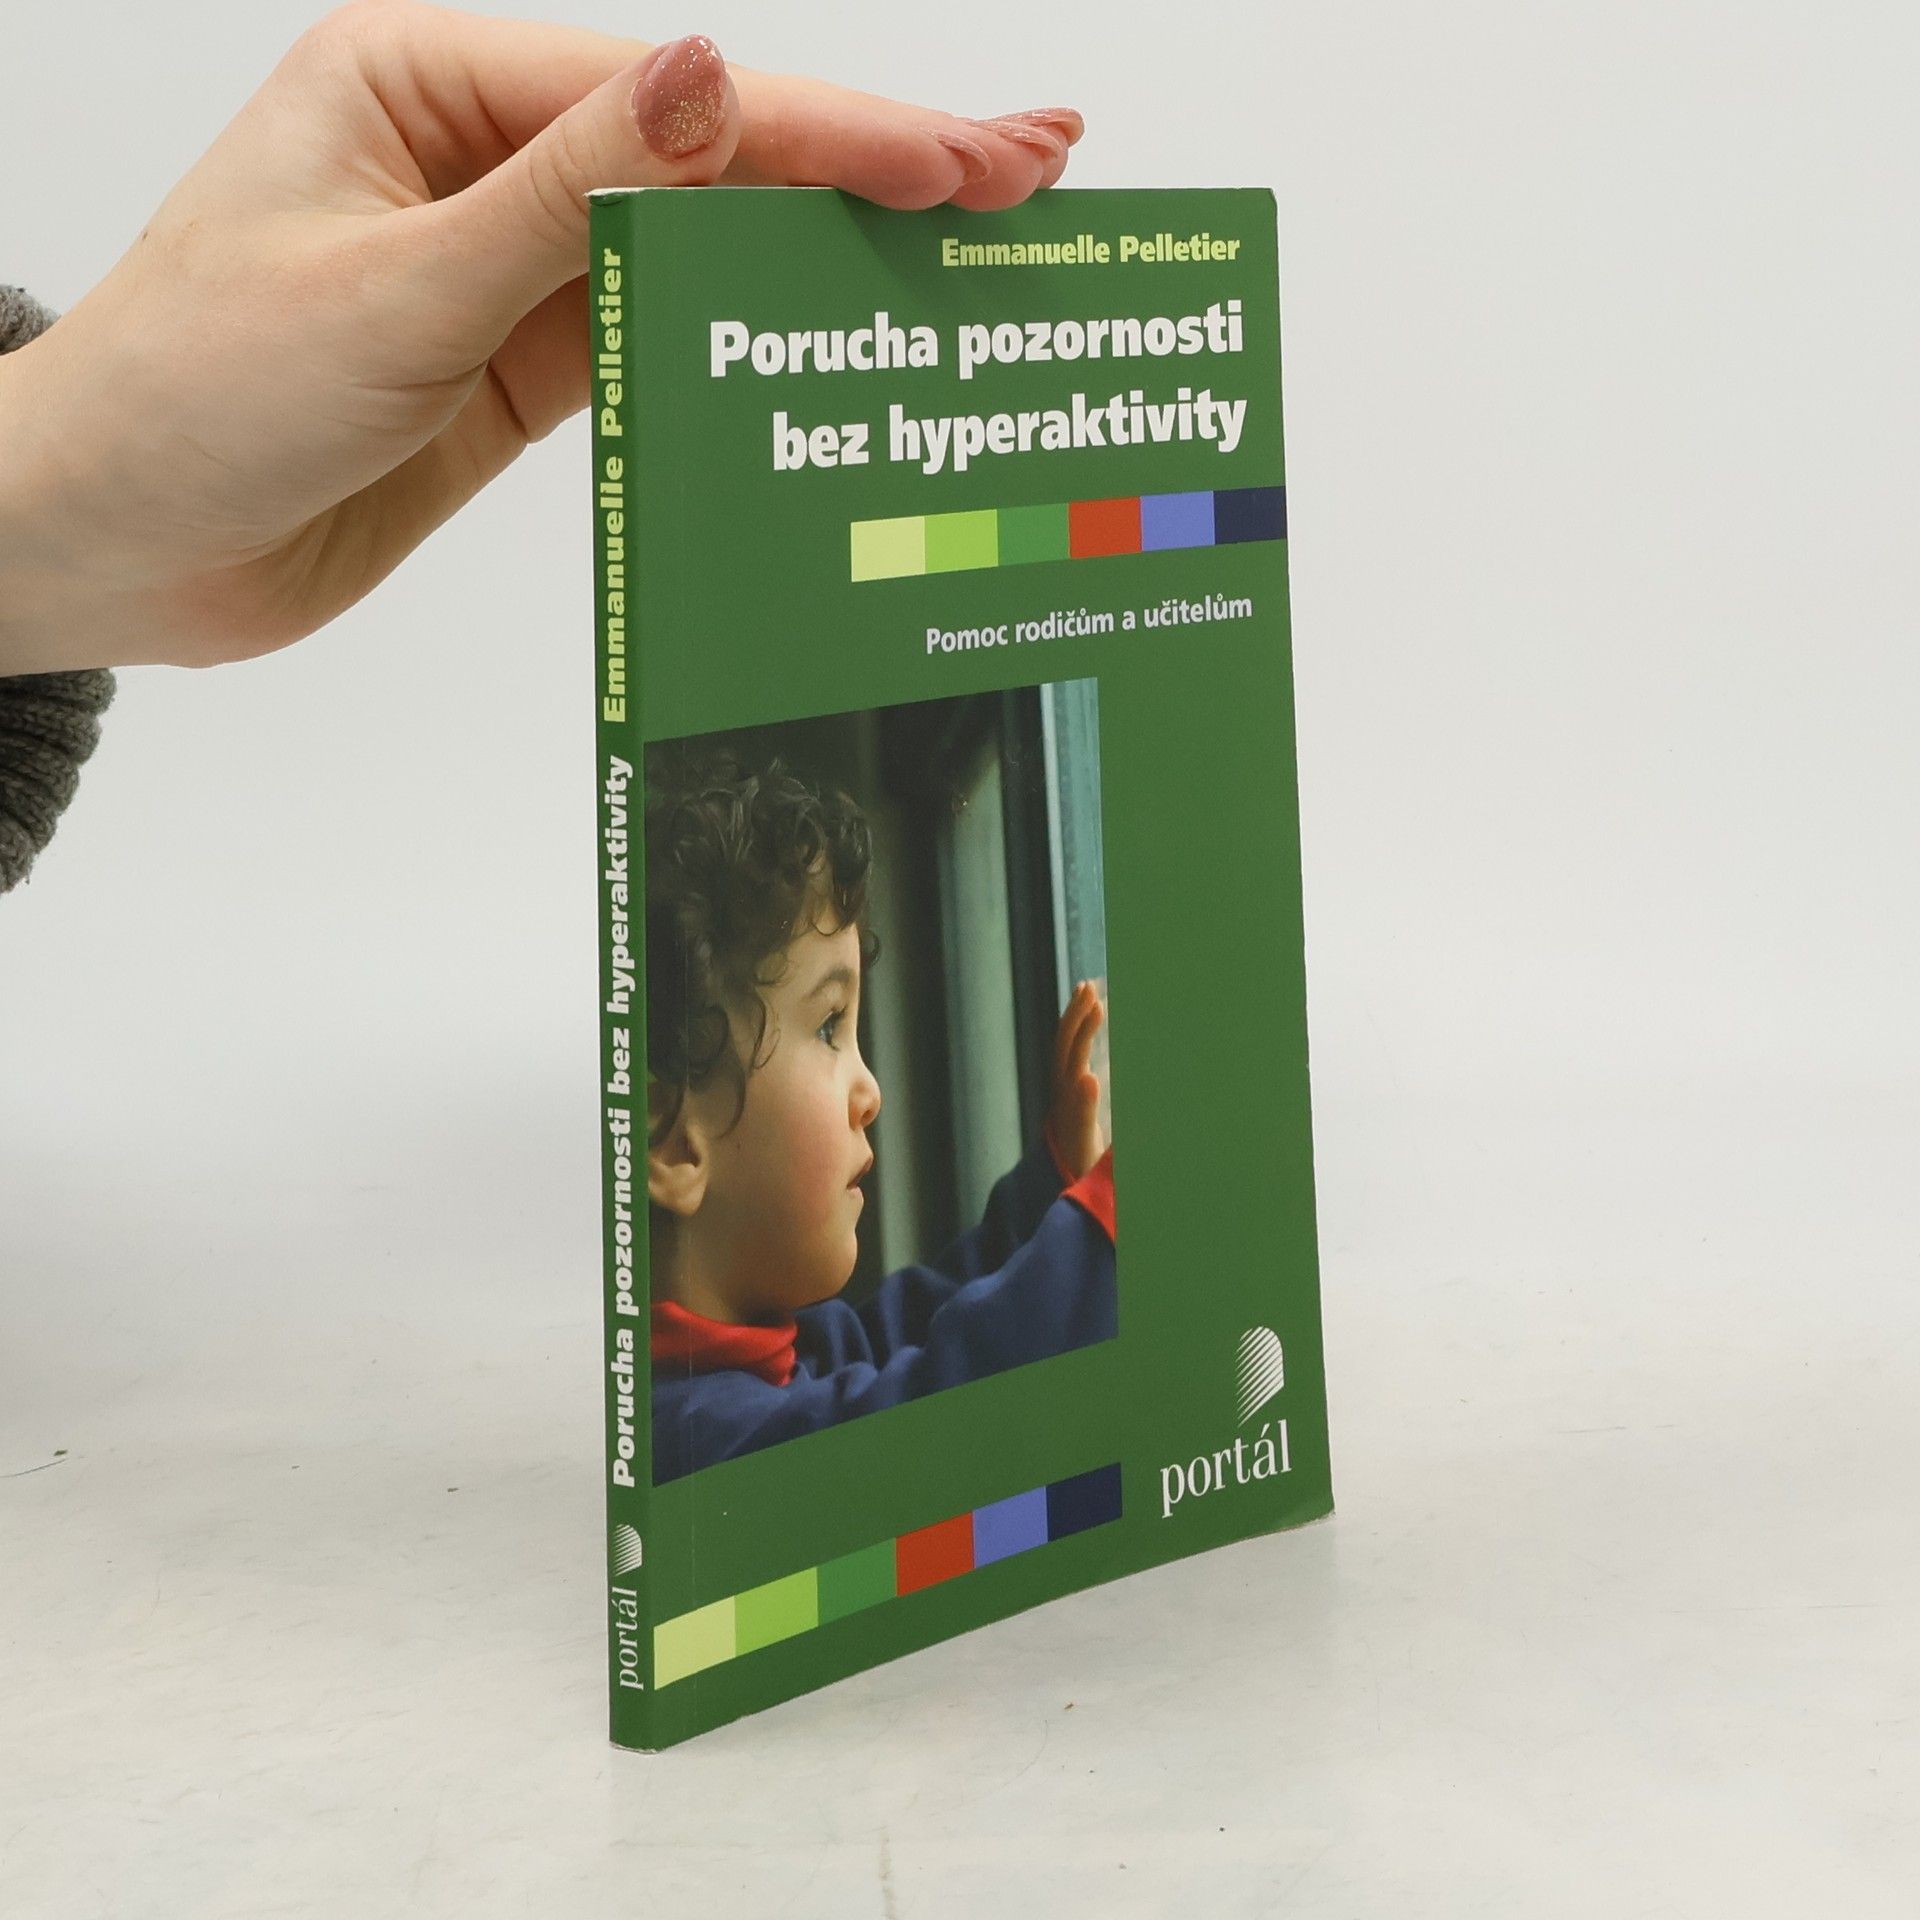 Emmanuelle Pelletier
Porucha pozornosti
bez hyperaktivity
Pomoc rodičům a učitelům
portál
Porucha pozornosti bez hyperaktivity Emmanuelle Pelletier
portál